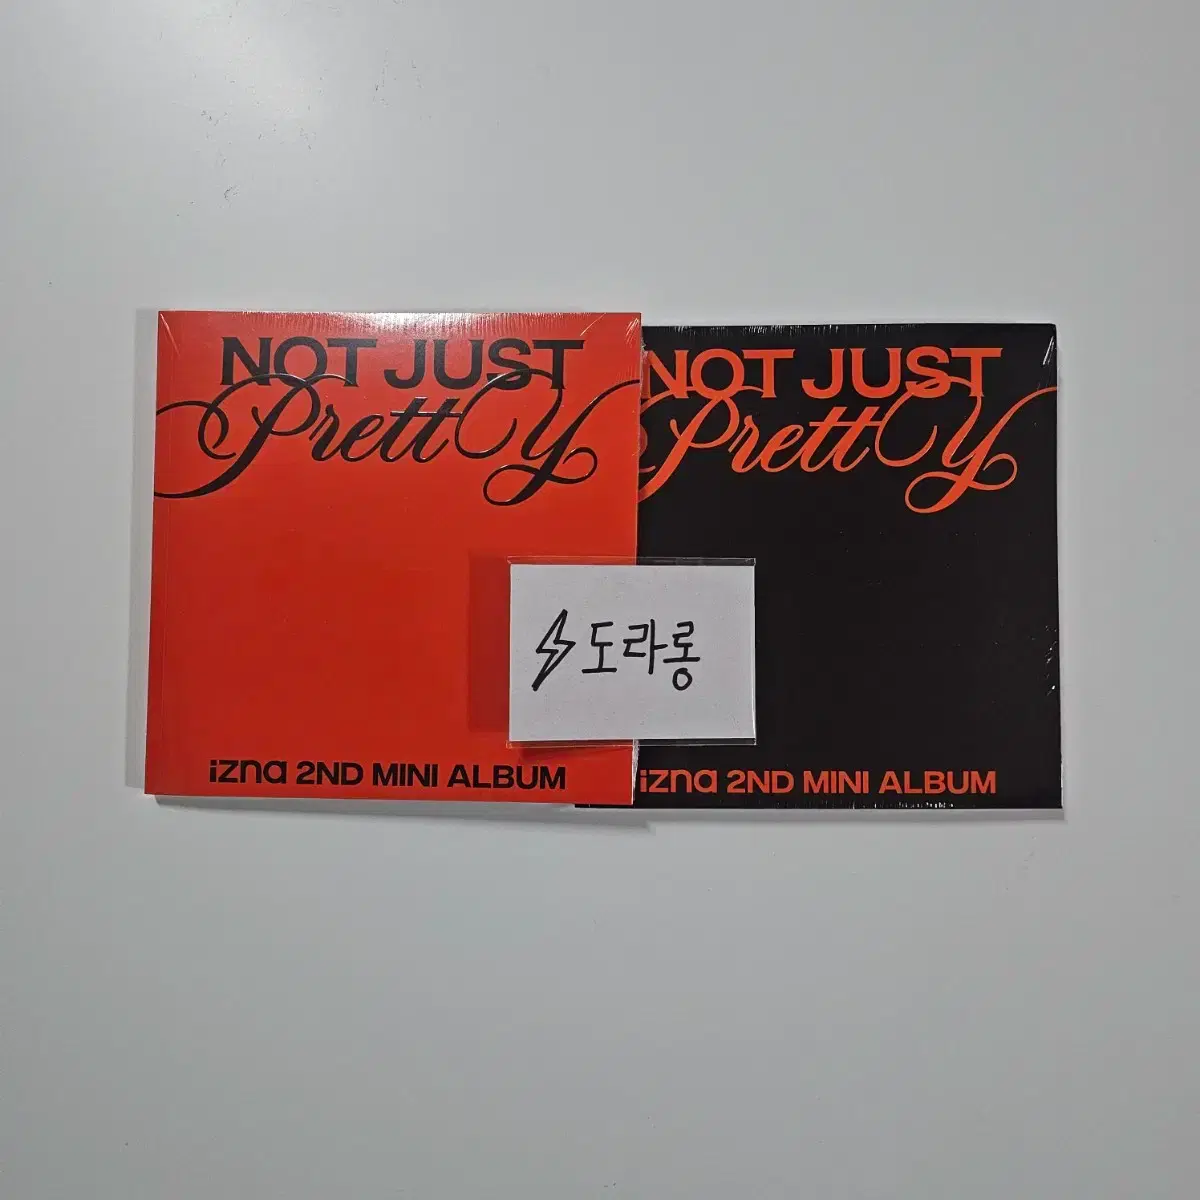 NOT JUST
Pretty
izna 2ND MINI ALBUM
NOT JUST
Pretty
izna 2ND MINI ALBUM
도라롱